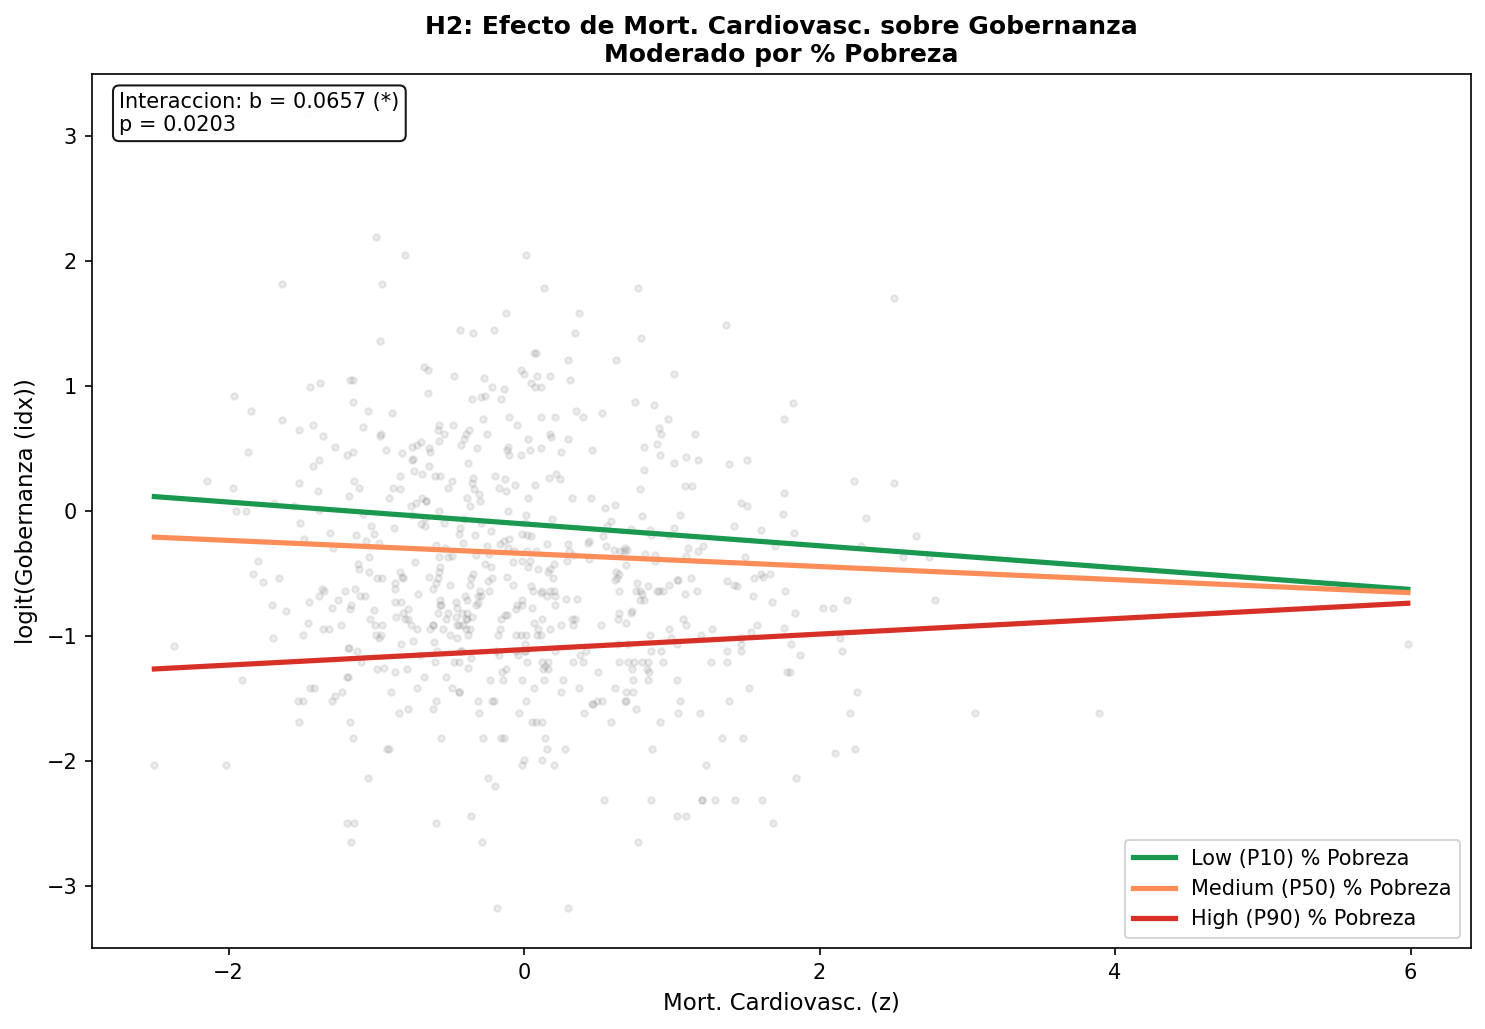 H2: Efecto de Mort. Cardiovasc. sobre Gobernanza
Moderado por % Pobreza
Interaccion: b = 0.0657 (*)
p = 0.0203
logit(Gobernanza (idx))
3
2
1
0
−1
−2
−3
Low (P10) % Pobreza
Medium (P50) % Pobreza
High (P90) % Pobreza
−2
0
2
4
6
Mort. Cardiovasc. (z)